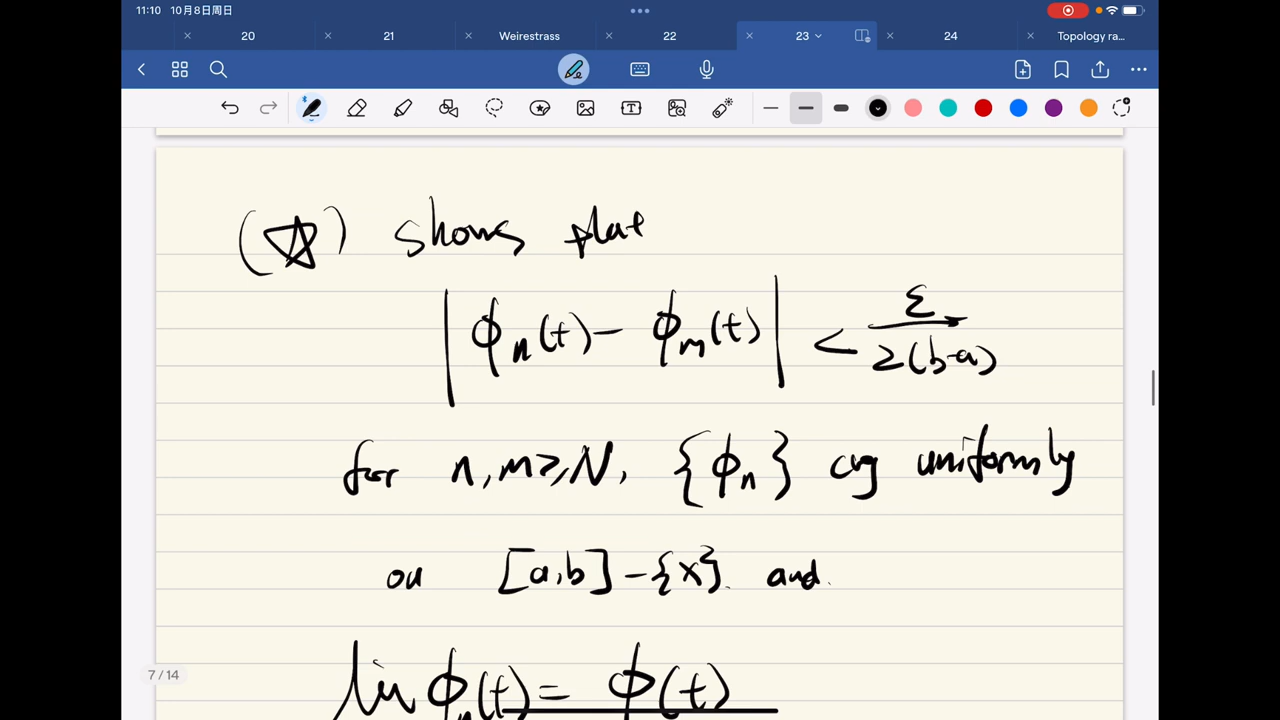 11:10 10月8日周日
20 21 Weirestrass 22 23 24 Topology ra...
(☆) shows that
|ϕn(t) − ϕm(t)| < ε/2(b-a)
for n,m ≥ N, {ϕn} cvg uniformly
on [a,b] − {x}. and
lim ϕn(t) = ϕ(t)
7 / 14